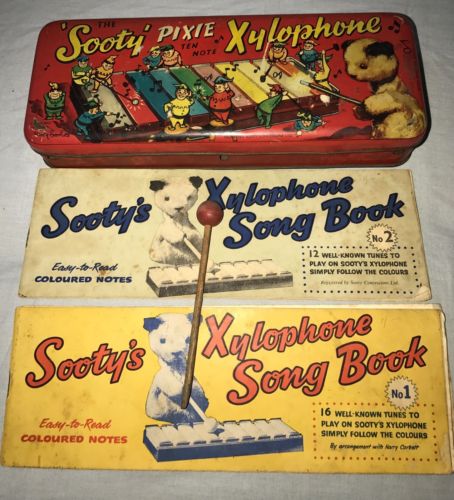 THE
'Sooty' PIXIE Xylophone
TEN
NOTE
Sooty's
Xylophone
Song Book
No 2
Easy-to-Read
COLOURED NOTES
12 WELL-KNOWN TUNES TO
PLAY ON SOOTY'S XYLOPHONE
SIMPLY FOLLOW THE COLOURS
Sooty's
Xylophone
Song Book
No 1
Easy-to-Read
COLOURED NOTES
16 WELL-KNOWN TUNES TO
PLAY ON SOOTY'S XYLOPHONE
SIMPLY FOLLOW THE COLOURS
By arrangement with Harry Corbett